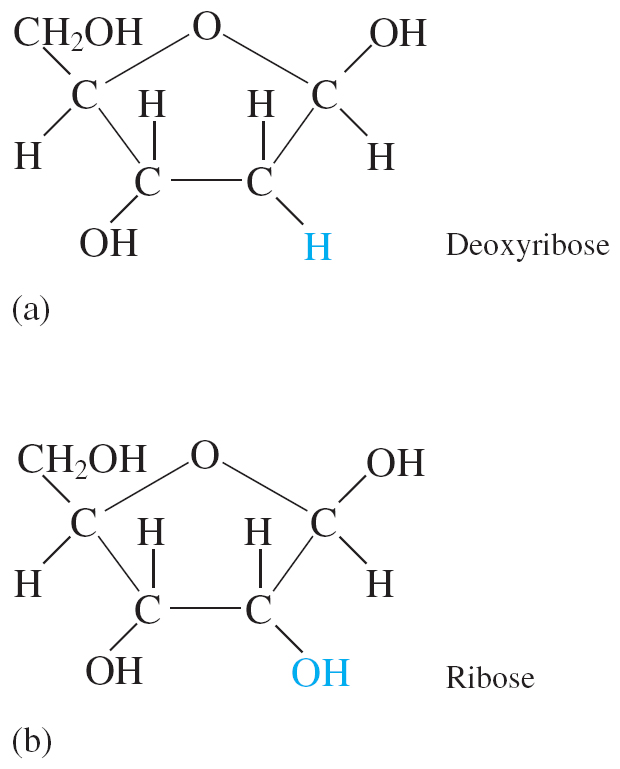 CH₂OH O OH
C H H C
H C C H
OH H Deoxyribose
(a)
CH₂OH O OH
C H H C
H C C H
OH OH Ribose
(b)